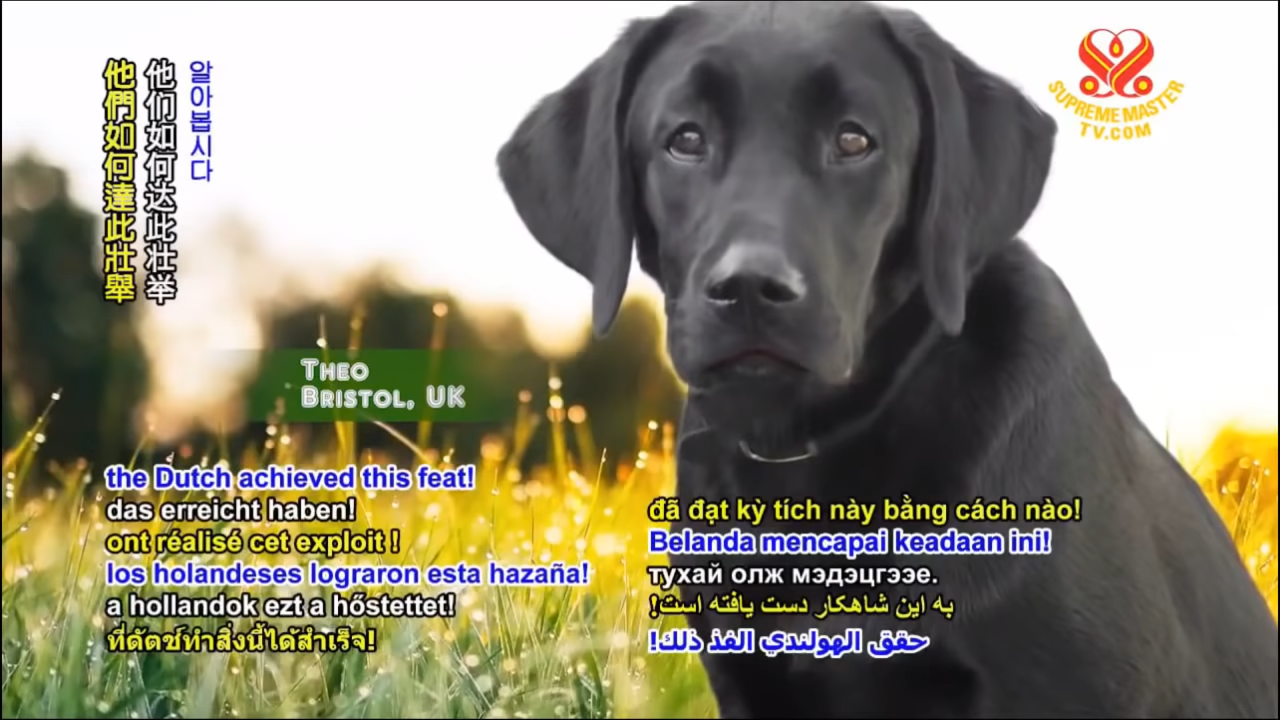 알아봅시다
他们如何达此壮举
他們如何達此壯舉
SUPREME MASTER
TV.COM
THEO
BRISTOL, UK
the Dutch achieved this feat!
das erreicht haben!
ont réalisé cet exploit !
los holandeses lograron esta hazaña!
a hollandok ezt a hőstettet!
ที่ดัตช์ทำสิ่งนี้ได้สำเร็จ!
đã đạt kỳ tích này bằng cách nào!
Belanda mencapai keadaan ini!
тухай олж мэдэцгээе.
به این شاهکار دست یافته است!
حقق الهولندي الفذ ذلك!